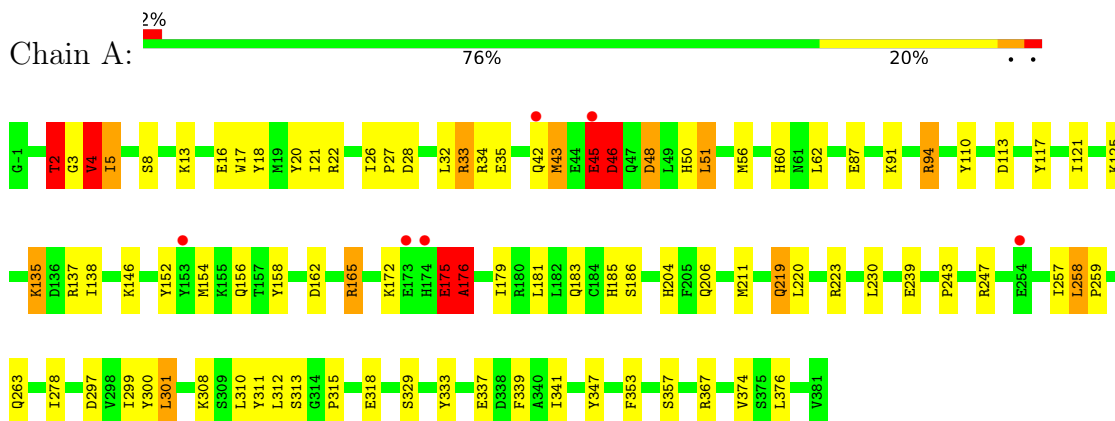 2%
Chain A:
76% 20% . .
G-1 T2 G3 V4 I5 S8 K13 E16 W17 Y18 M19 Y20 I21 R22 I26 P27 D28 L32 R33 R34 E35 Q42 M43 E44 E45 D46 Q47 D48 L49 H50 L51 M56 H60 N61 L62 E87 K91 R94 Y110 D113 Y117 I121
K135 D136 R137 I138 K146 Y152 Y153 M154 K155 Q156 T157 Y158 D162 R165 K172 E173 H174 E175 A176 I179 R180 L181 L182 Q183 C184 H185 S186 H204 F205 Q206 M211 Q219 L220 R223 L230 E239 P243 R247 E254 I257 L258 P259
Q263 I278 D297 V298 I299 Y300 L301 K308 S309 L310 Y311 L312 S313 G314 P315 E318 S329 Y333 E337 D338 F339 A340 I341 Y347 F353 S357 R367 V374 S375 L376 V381